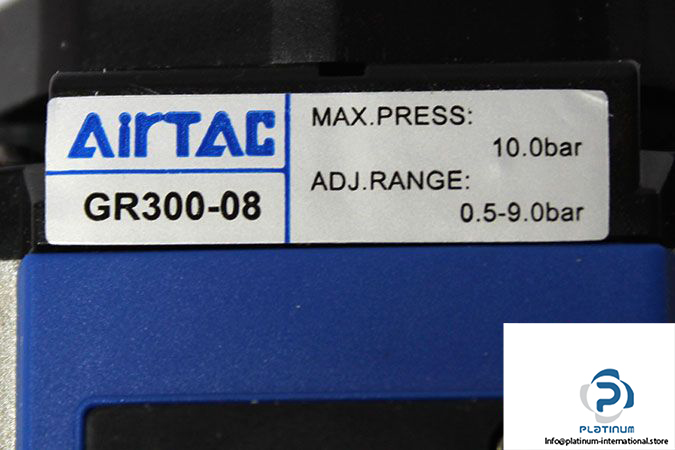 AirTAC
GR300-08
MAX.PRESS:
10.0bar
ADJ.RANGE:
0.5-9.0bar
PLATINUM
Info@platinum-international.store